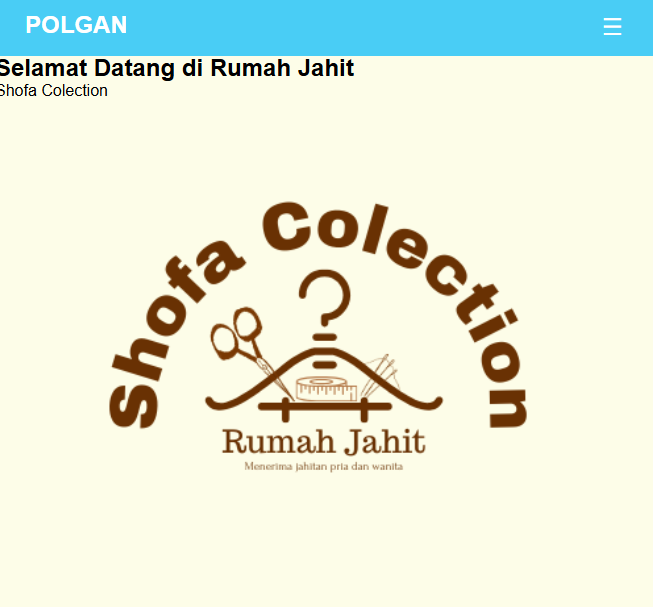 POLGAN
Selamat Datang di Rumah Jahit
Shofa Colection
Shofa Colection
Rumah Jahit
Menerima jahitan pria dan wanita